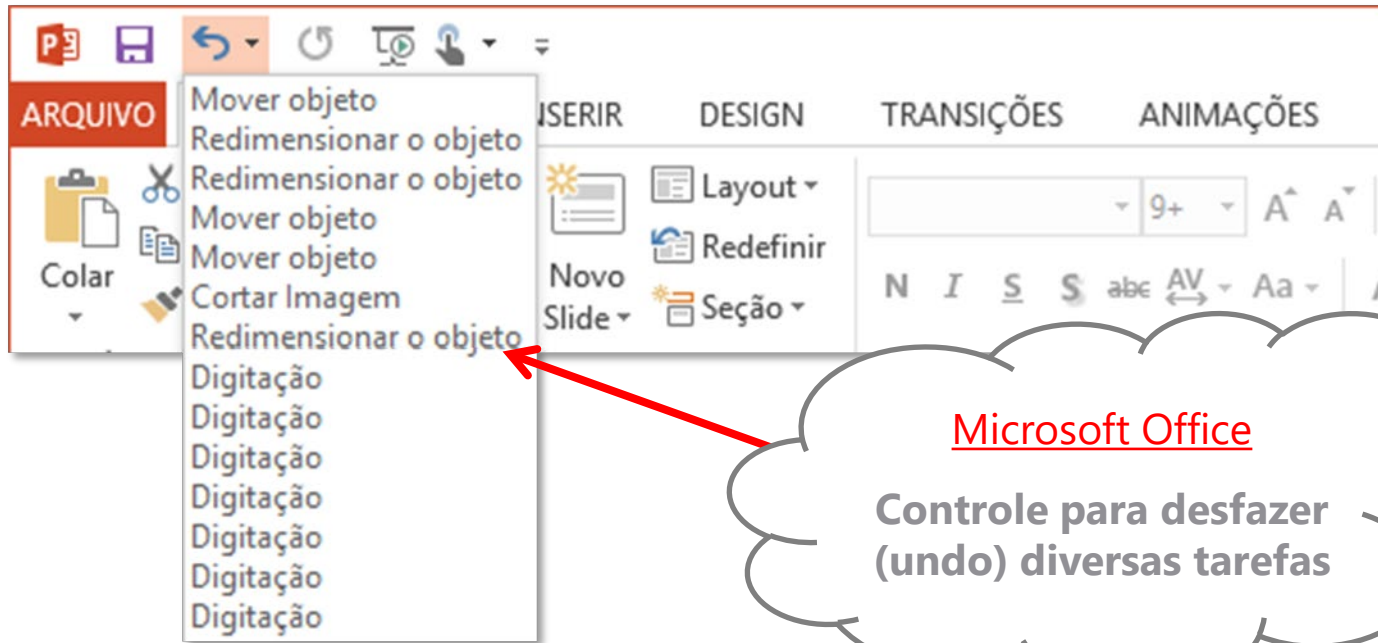 ARQUIVO
NSERIR DESIGN TRANSIÇÕES ANIMAÇÕES
Mover objeto
Redimensionar o objeto
Redimensionar o objeto
Mover objeto
Mover objeto
Cortar Imagem
Redimensionar o objeto
Digitação
Digitação
Digitação
Digitação
Digitação
Digitação
Digitação
Colar
Novo
Slide
Layout
Redefinir
Seção
9+ A A
N I S S abc AV Aa
Microsoft Office
Controle para desfazer
(undo) diversas tarefas